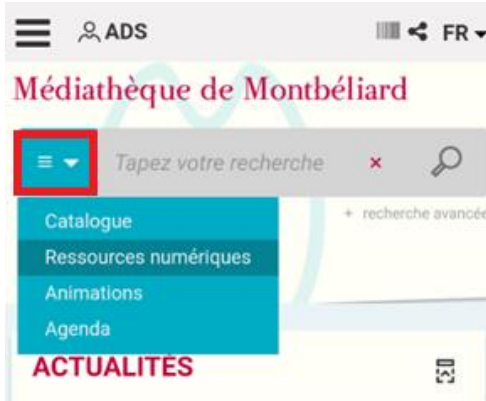 ADS FR
Médiathèque de Montbéliard
Tapez votre recherche ×
+ recherche avancée
Catalogue
Ressources numériques
Animations
Agenda
ACTUALITÉS